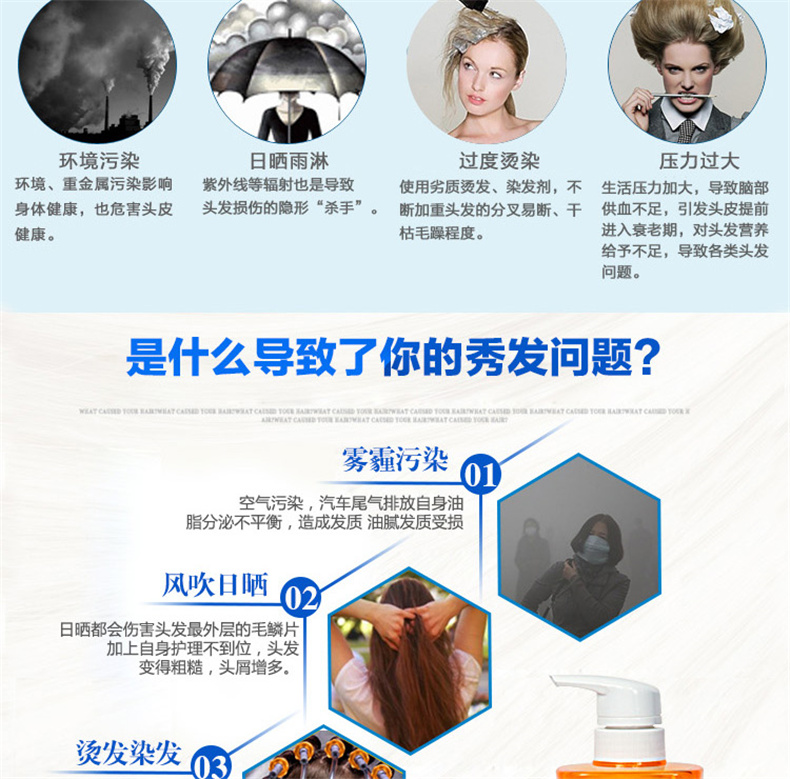 环境污染
环境、重金属污染影响
身体健康，也危害头皮
健康。
日晒雨淋
紫外线等辐射也是导致
头发损伤的隐形“杀手”。
过度烫染
使用劣质烫发、染发剂，不
断加重头发的分叉易断、干
枯毛躁程度。
压力过大
生活压力加大，导致脑部
供血不足，引发头皮提前
进入衰老期，对头发营养
给予不足，导致各类头发
问题。
是什么导致了你的秀发问题?
WHAT CAUSED YOUR HAIR?WHAT CAUSED YOUR HAIR?WHAT CAUSED YOUR HAIR?WHAT CAUSED YOUR HAIR?WHAT CAUSED YOUR HAIR?WHAT CAUSED YOUR HAIR?WHAT CAUSED YOUR HAIR?WHAT CAUSED YOUR H
AIR?WHAT CAUSED YOUR HAIR?WHAT CAUSED YOUR HAIR?WHAT CAUSED YOUR HAIR?
雾霾污染
01
空气污染，汽车尾气排放自身油
脂分泌不平衡，造成发质 油腻发质受损
风吹日晒
02
日晒都会伤害头发最外层的毛鳞片
加上自身护理不到位，头发
变得粗糙，头屑增多。
烫发染发
03